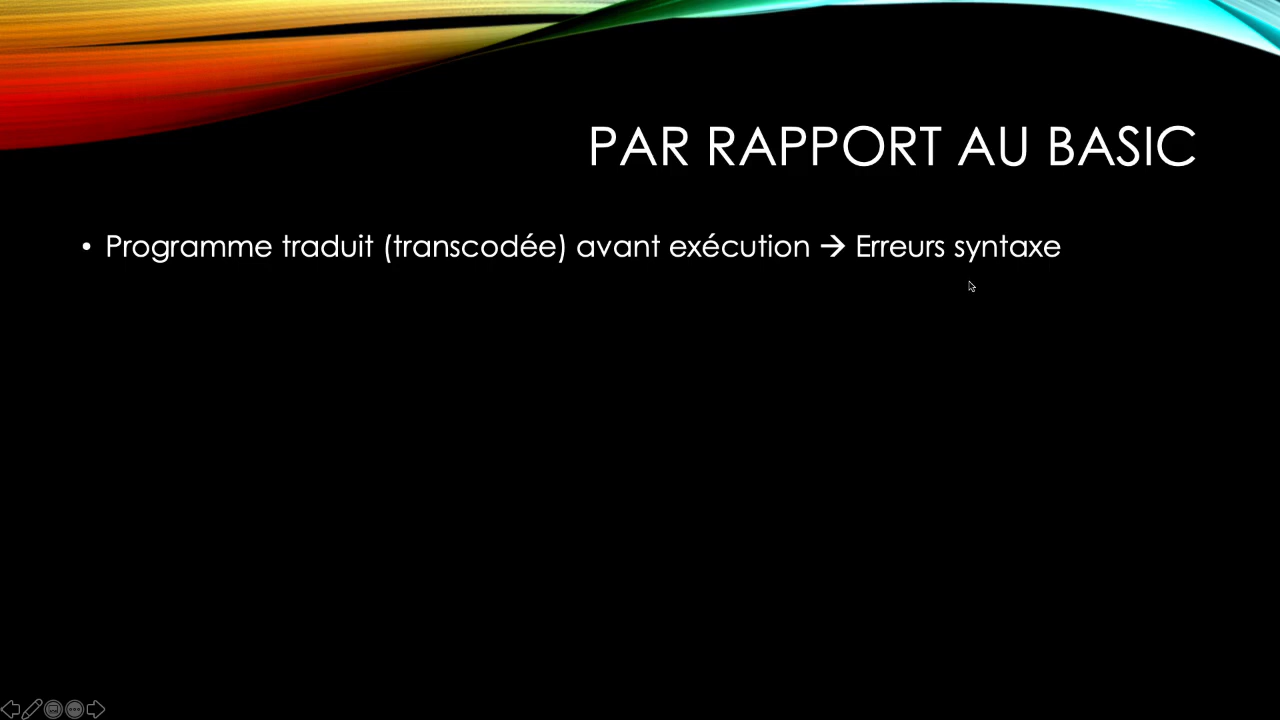 PAR RAPPORT AU BASIC
• Programme traduit (transcodée) avant exécution → Erreurs syntaxe